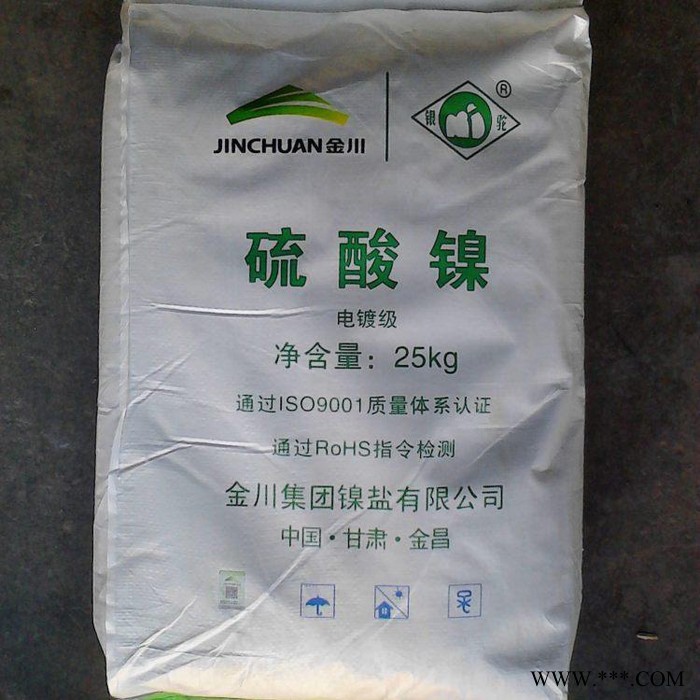 JINCHUAN金川
银 驼 ®
硫酸镍
电镀级
净含量：25kg
通过ISO9001质量体系认证
通过RoHS指令检测
金川集团镍盐有限公司
中国·甘肃·金昌
WWW.***.COM